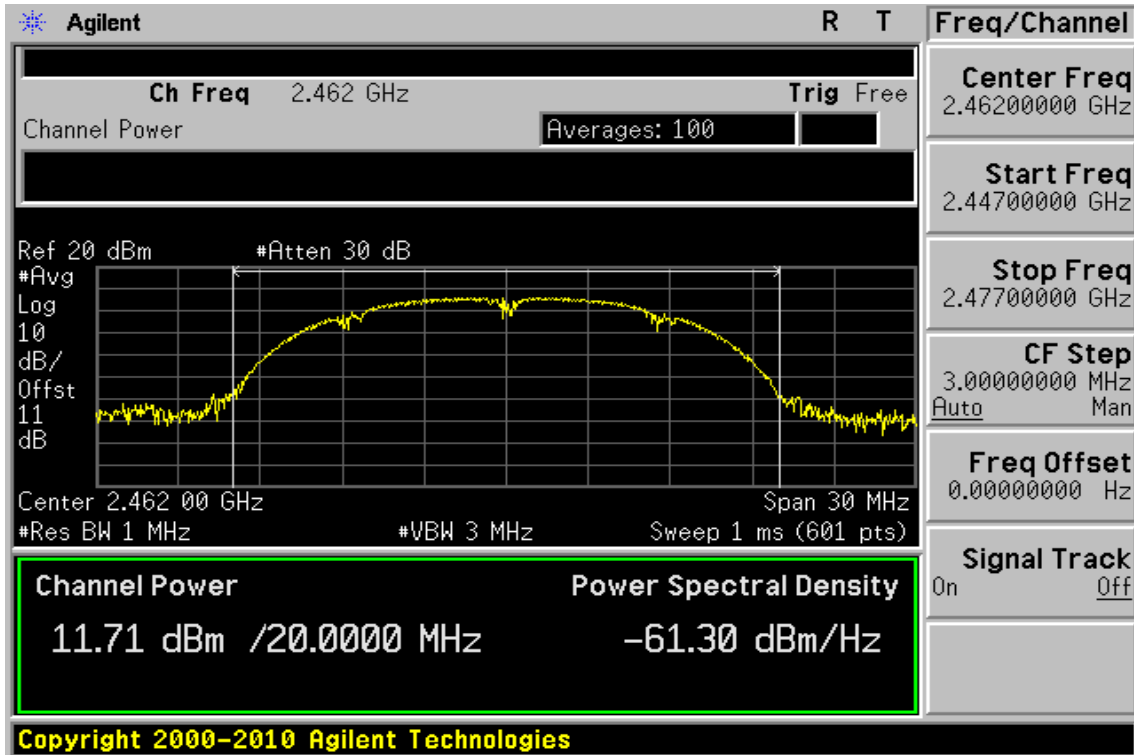 Agilent R T Freq/Channel
Ch Freq 2.462 GHz Trig Free
Channel Power Averages: 100
Center Freq
2.46200000 GHz
Start Freq
2.44700000 GHz
Stop Freq
2.47700000 GHz
CF Step
3.00000000 MHz
Auto Man
Freq Offset
0.00000000 Hz
Signal Track
On Off
Ref 20 dBm #Atten 30 dB
#Avg
Log
10
dB/
Offst
11
dB
Center 2.462 00 GHz Span 30 MHz
#Res BW 1 MHz #VBW 3 MHz Sweep 1 ms (601 pts)
Channel Power Power Spectral Density
11.71 dBm /20.0000 MHz -61.30 dBm/Hz
Copyright 2000-2010 Agilent Technologies